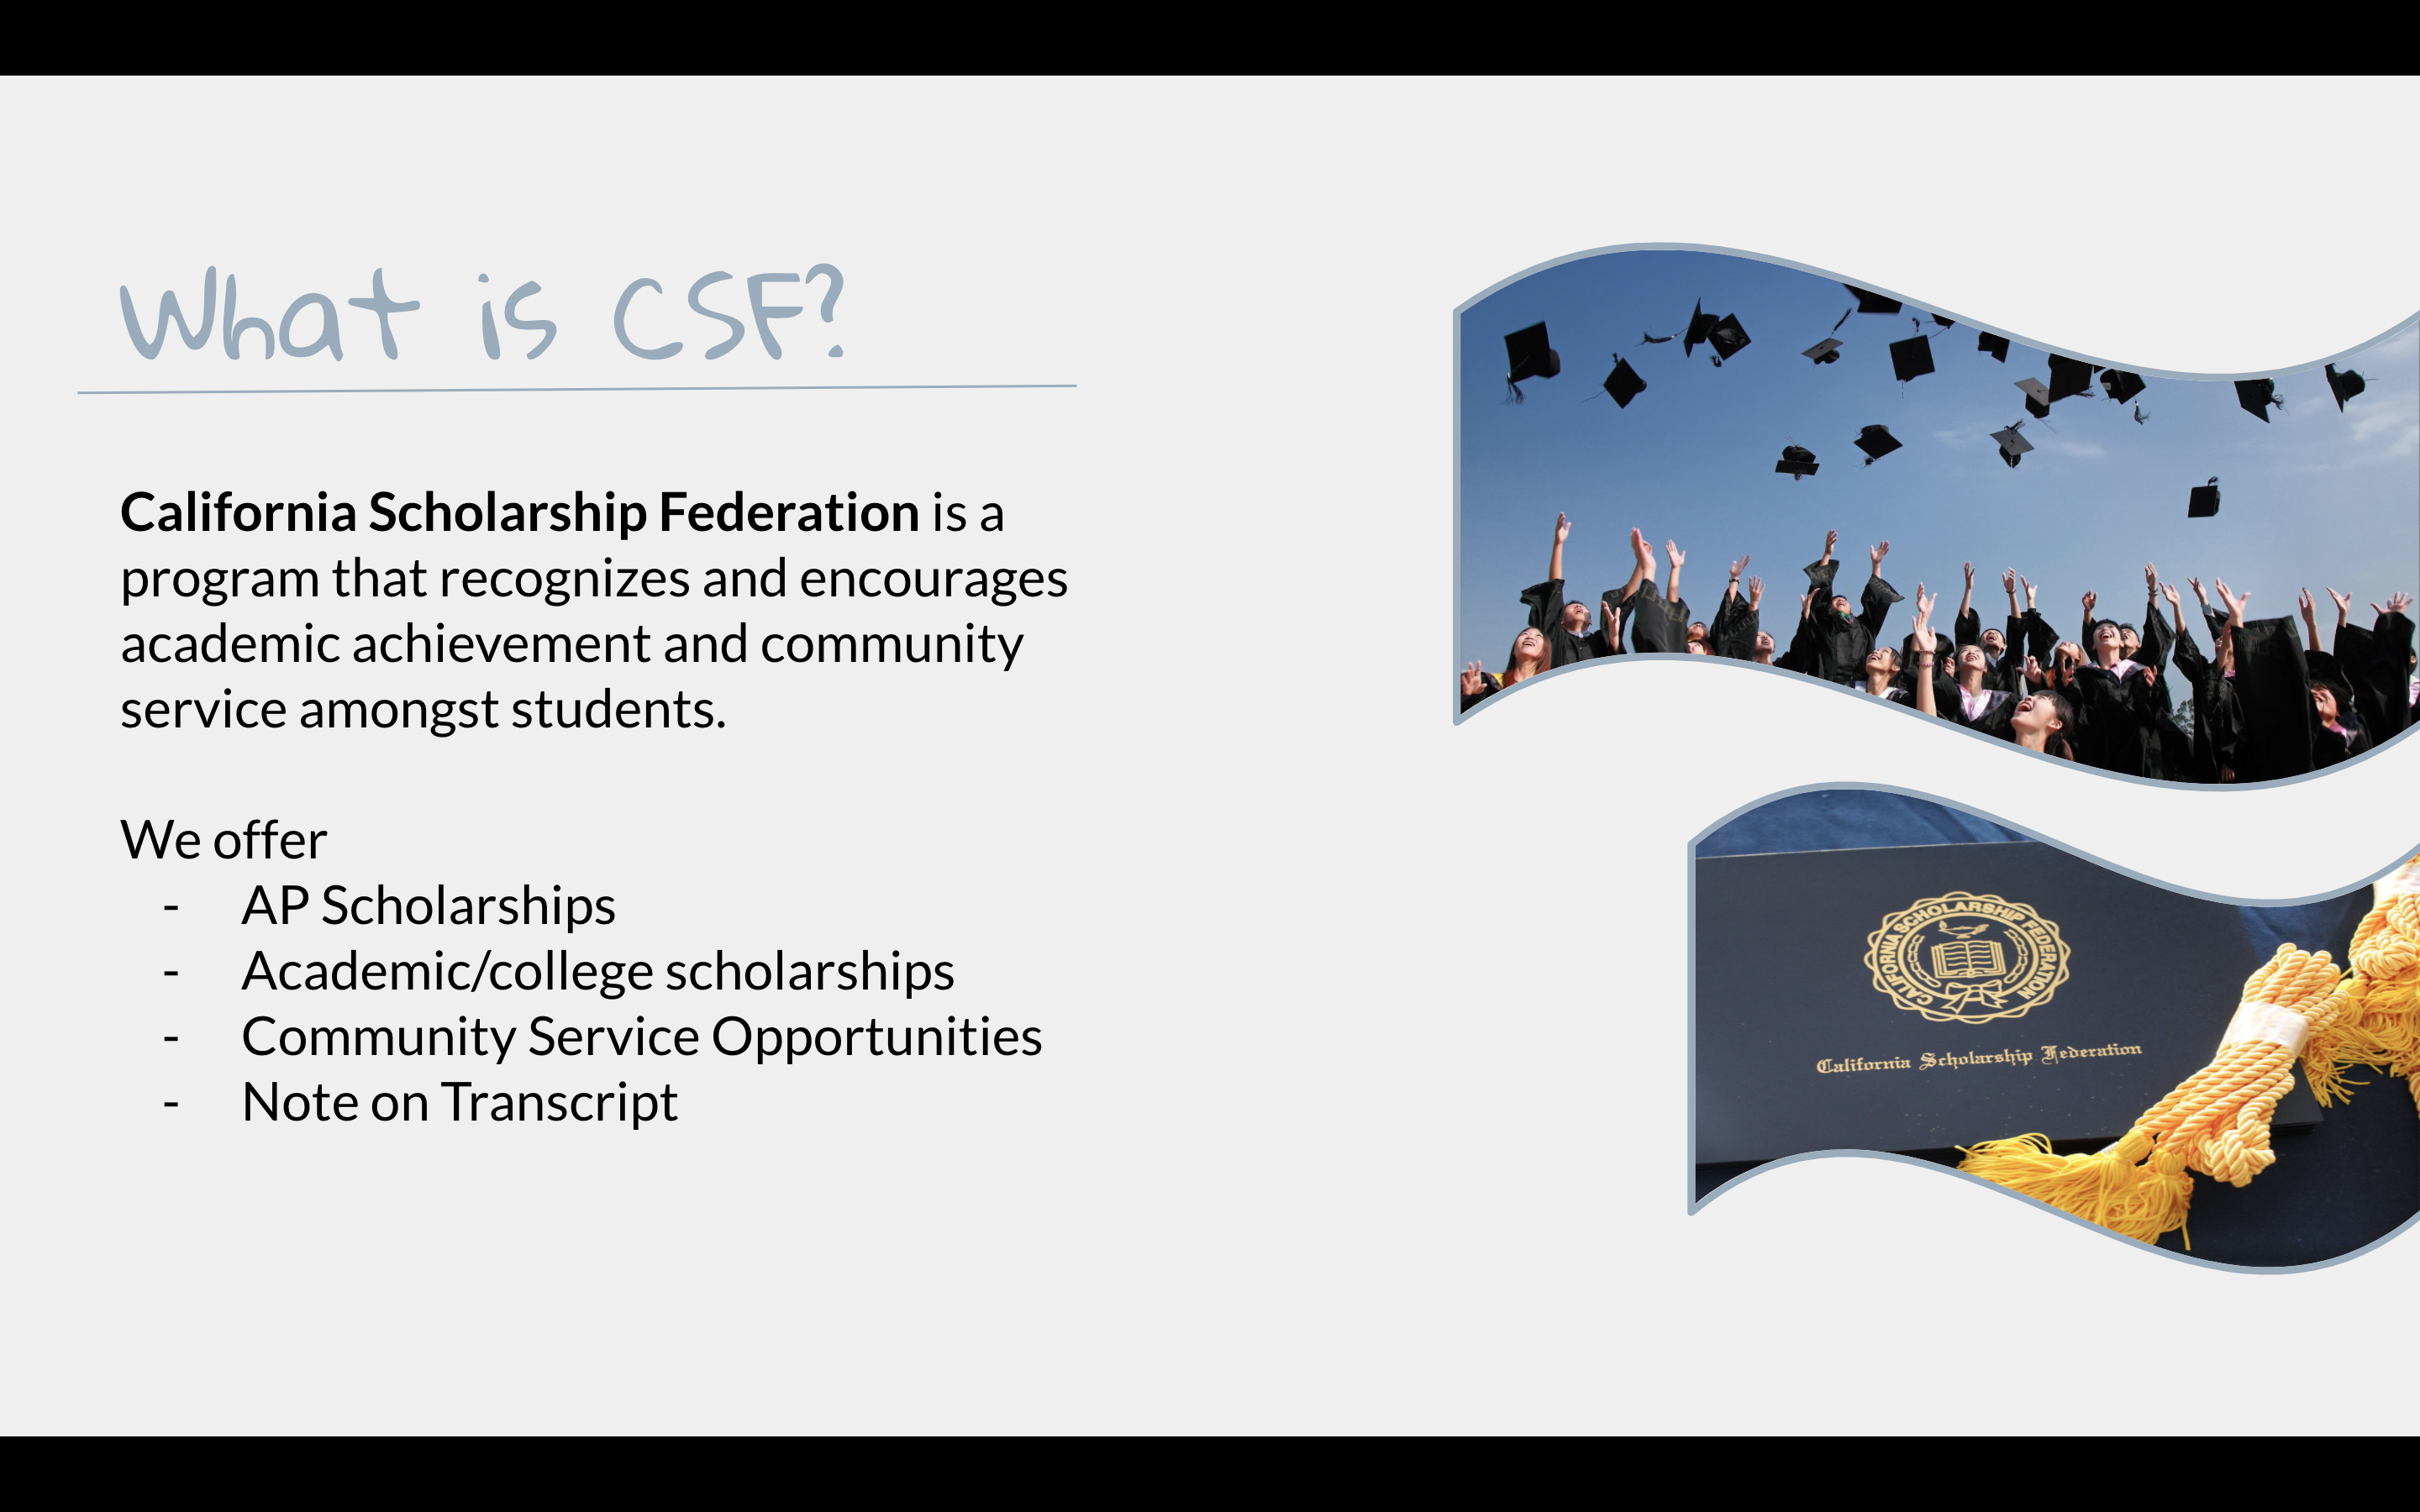 What is CSF?
California Scholarship Federation is a
program that recognizes and encourages
academic achievement and community
service amongst students.
We offer
- AP Scholarships
- Academic/college scholarships
- Community Service Opportunities
- Note on Transcript
CALIFORNIA SCHOLARSHIP FEDERATION
California Scholarship Federation